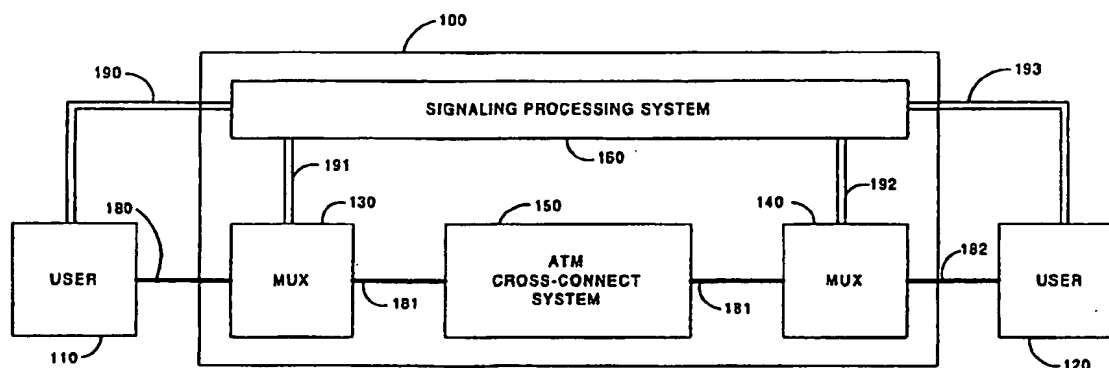 100
190
193
SIGNALING PROCESSING SYSTEM
160
191
192
180
130
150
140
182
USER
MUX
ATM
CROSS-CONNECT
SYSTEM
MUX
USER
181
181
110
120